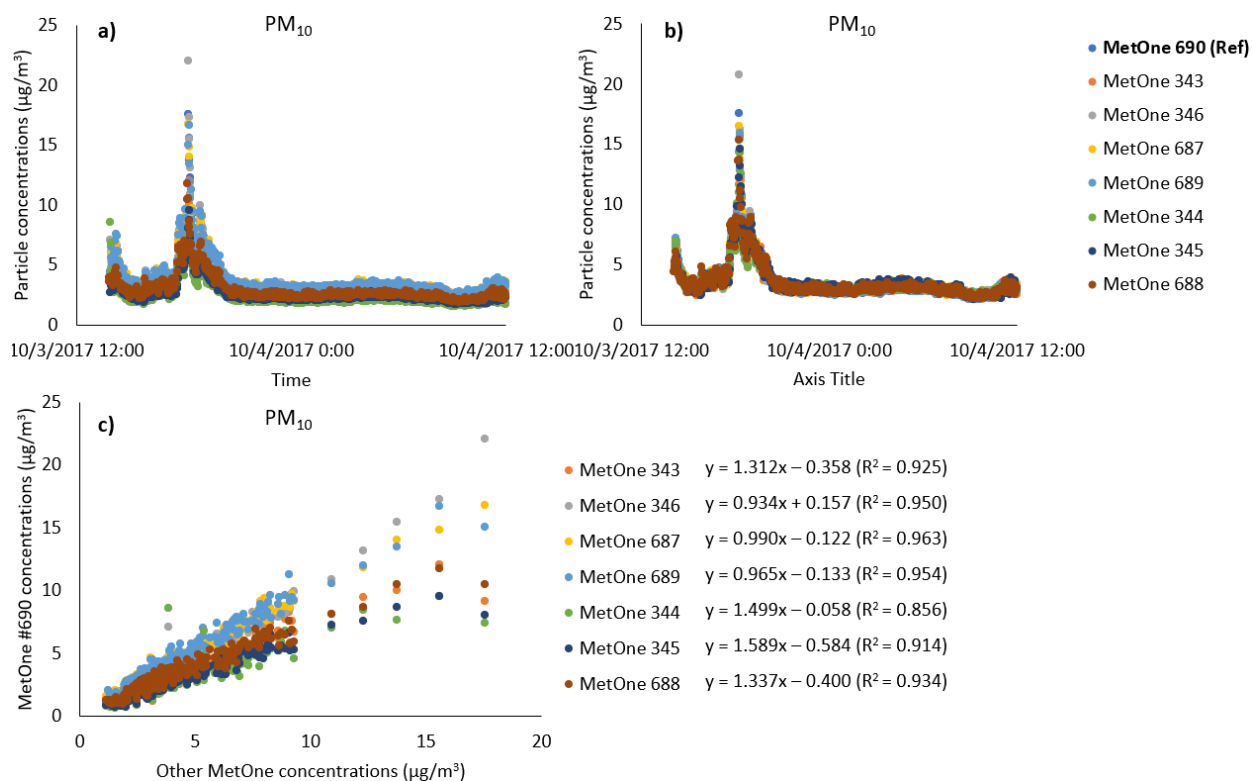 a)
PM₁₀
Particle concentrations (µg/m³)
25
20
15
10
5
0
10/3/2017 12:00
10/4/2017 0:00
10/4/2017 12:00
Time
b)
PM₁₀
Particle concentrations (µg/m³)
25
20
15
10
5
0
10/3/2017 12:00
10/4/2017 0:00
10/4/2017 12:00
Axis Title
MetOne 690 (Ref)
MetOne 343
MetOne 346
MetOne 687
MetOne 689
MetOne 344
MetOne 345
MetOne 688
c)
PM₁₀
MetOne #690 concentrations (µg/m³)
25
20
15
10
5
0
0
5
10
15
20
Other MetOne concentrations (µg/m³)
MetOne 343 y = 1.312x – 0.358 (R² = 0.925)
MetOne 346 y = 0.934x + 0.157 (R² = 0.950)
MetOne 687 y = 0.990x – 0.122 (R² = 0.963)
MetOne 689 y = 0.965x – 0.133 (R² = 0.954)
MetOne 344 y = 1.499x – 0.058 (R² = 0.856)
MetOne 345 y = 1.589x – 0.584 (R² = 0.914)
MetOne 688 y = 1.337x – 0.400 (R² = 0.934)